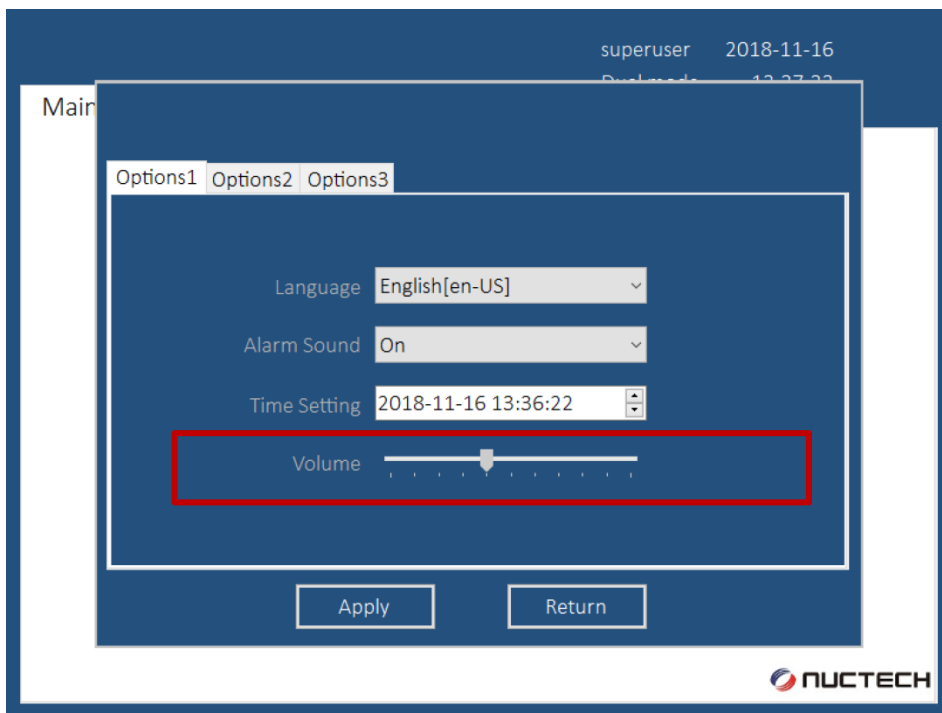 superuser 2018-11-16
Main
Options1 Options2 Options3
Language English[en-US]
Alarm Sound On
Time Setting 2018-11-16 13:36:22
Volume
Apply Return
NUCTECH